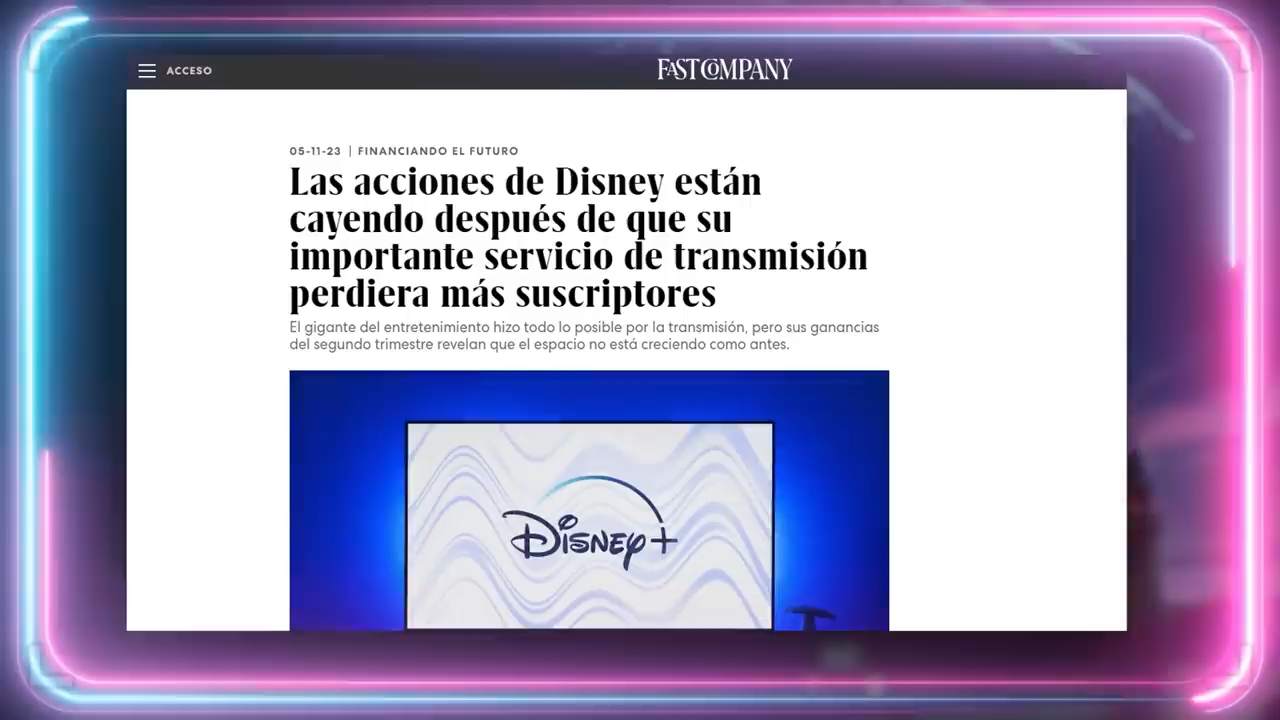 ACCESO
FAST COMPANY
05-11-23 | FINANCIANDO EL FUTURO
Las acciones de Disney están
cayendo después de que su
importante servicio de transmisión
perdiera más suscriptores
El gigante del entretenimiento hizo todo lo posible por la transmisión, pero sus ganancias
del segundo trimestre revelan que el espacio no está creciendo como antes.
Disney+